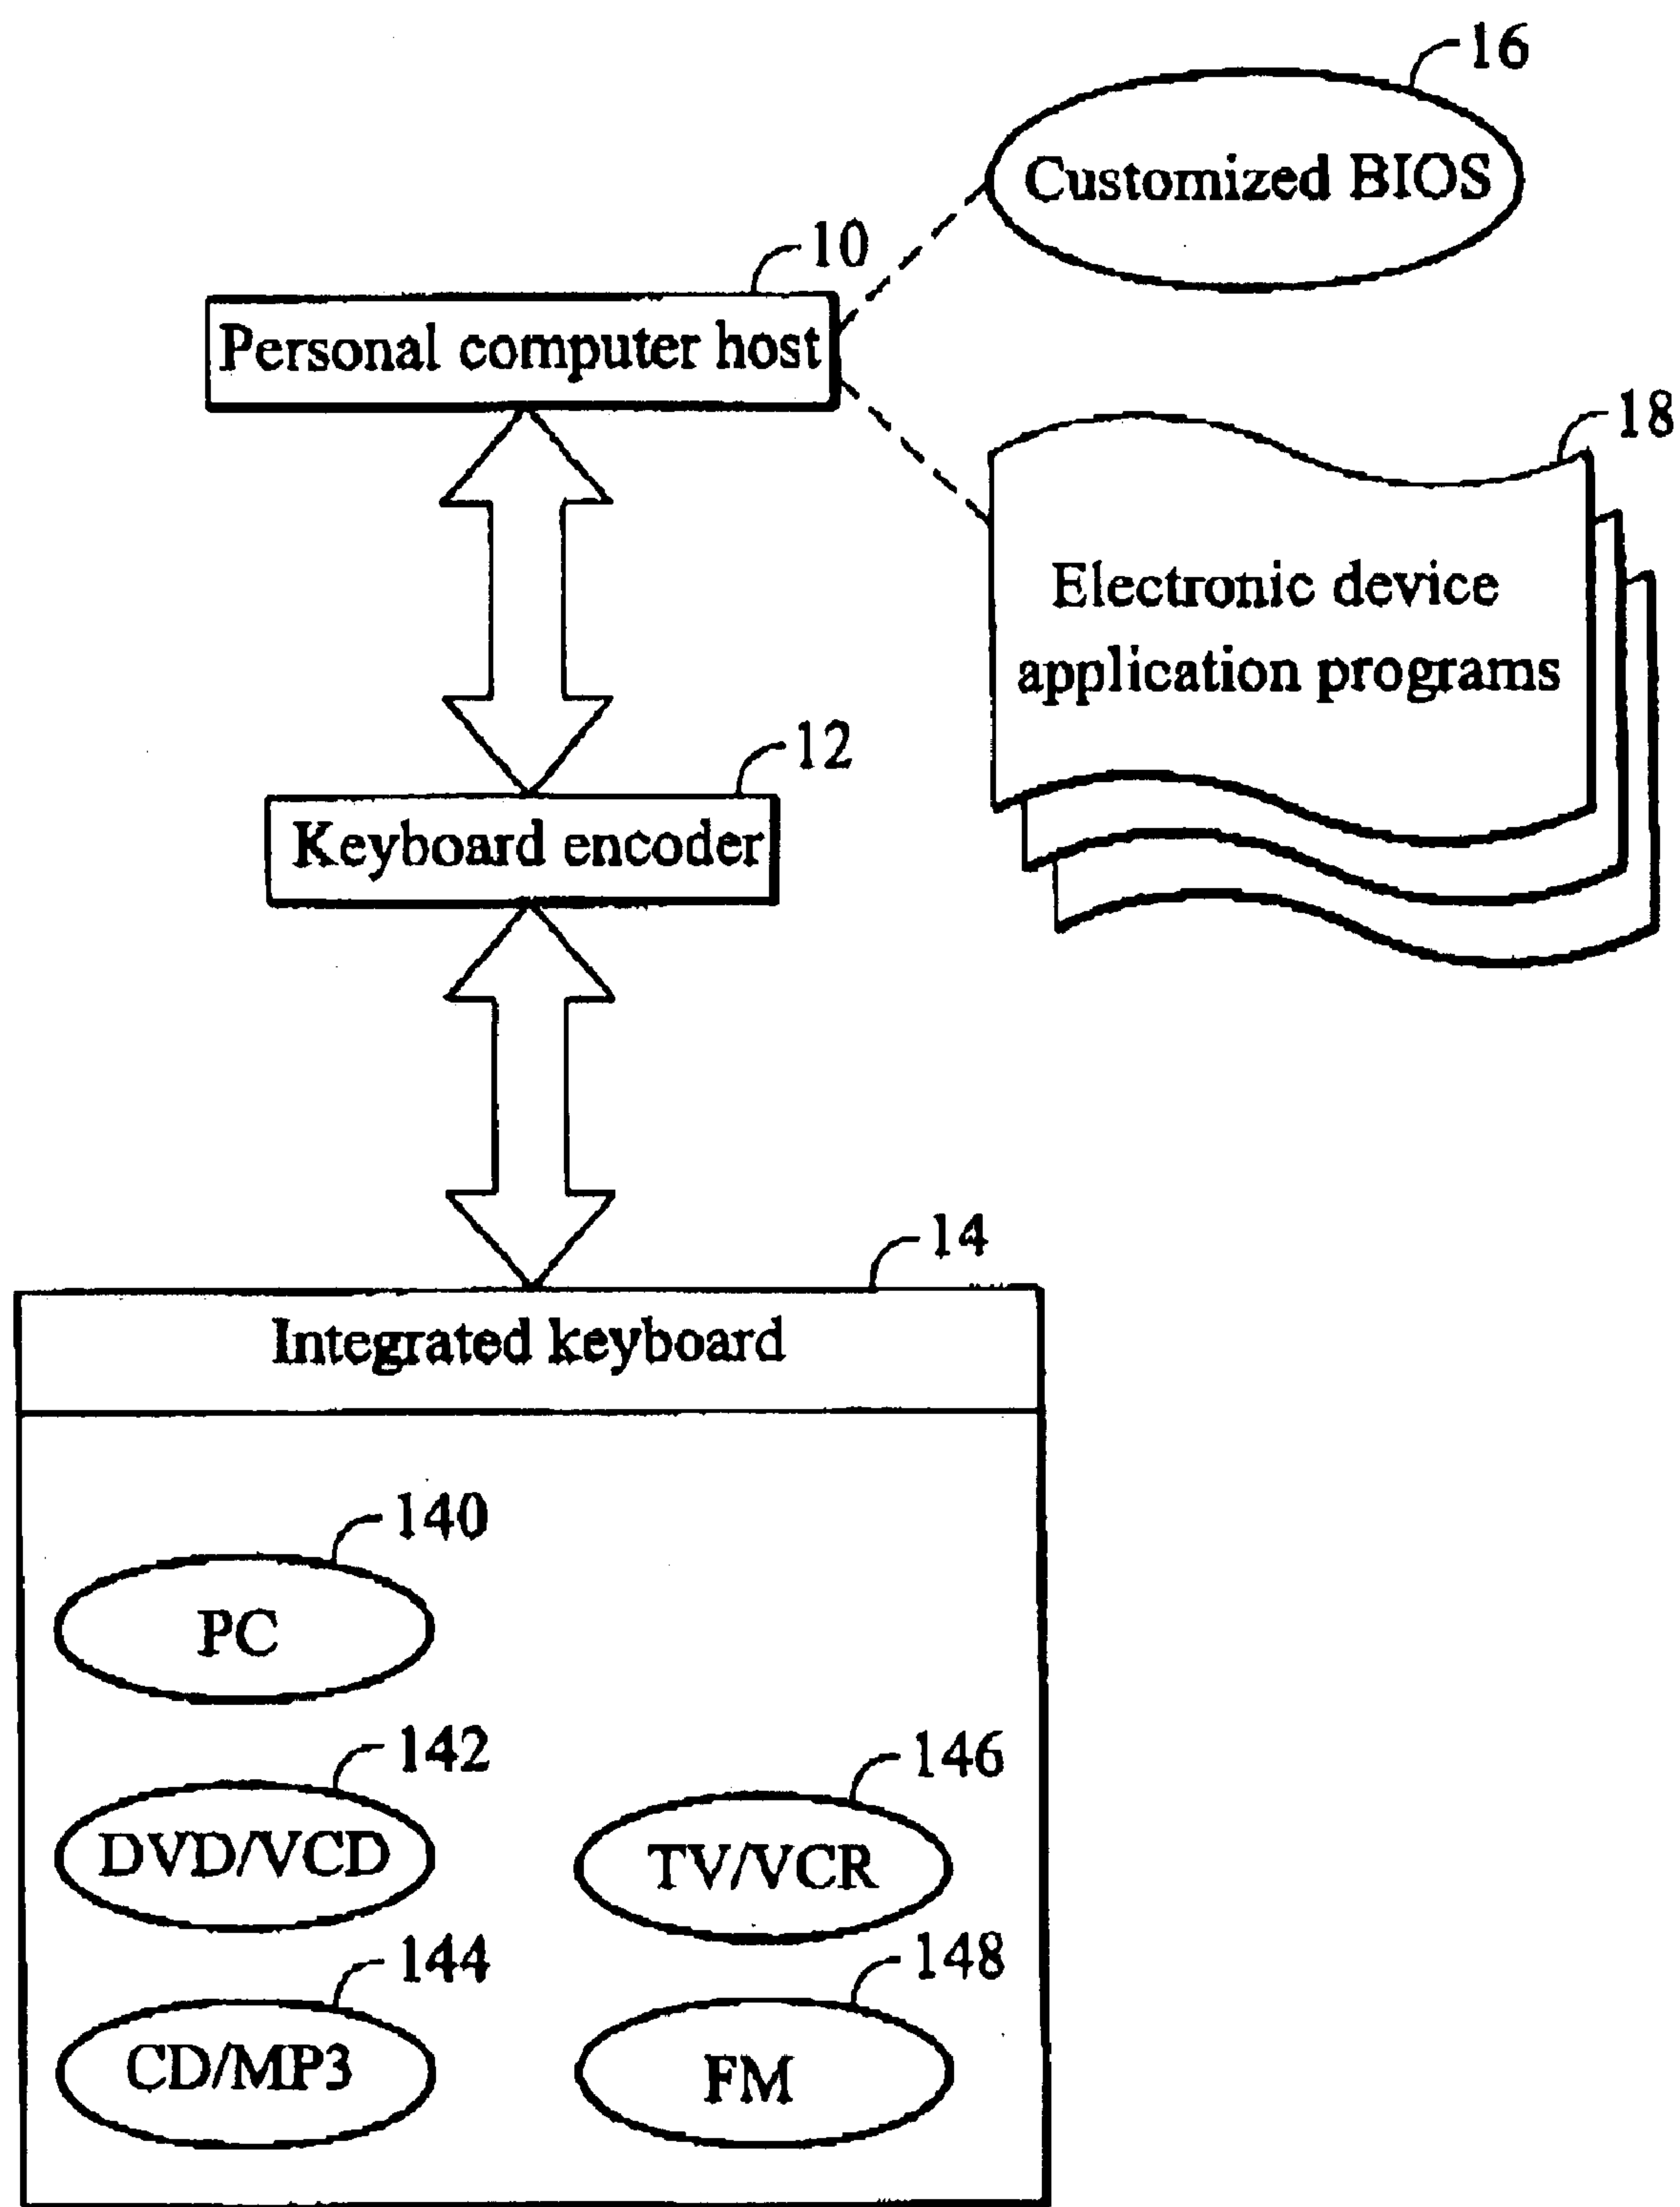 16
Customized BIOS
10
Personal computer host
18
Electronic device
application programs
12
Keyboard encoder
14
Integrated keyboard
140
PC
142
DVD/VCD
146
TV/VCR
144
CD/MP3
148
FM